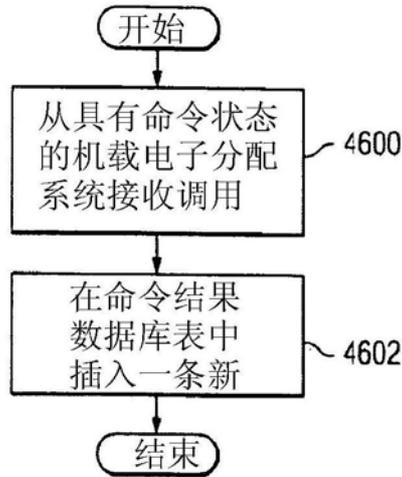 开始
从具有命令状态
的机载电子分配
系统接收调用
4600
在命令结果
数据库表中
插入一条新
4602
结束